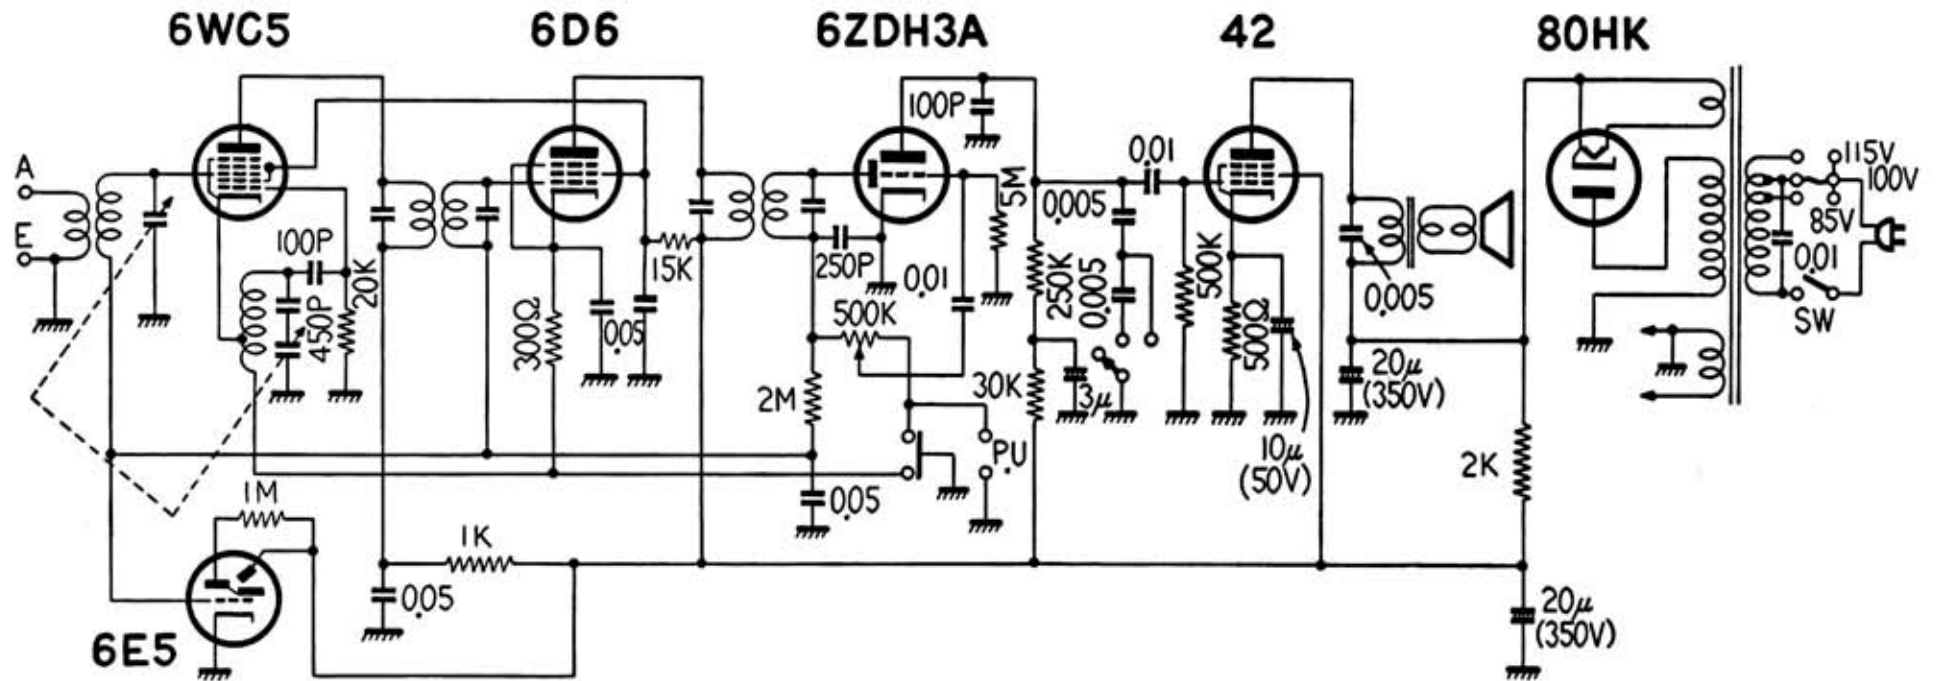 6WC5
6D6
6ZDH3A
42
80HK
A
E
100P
450P
20K
300Ω
0.05
15K
250P
500K
2M
0.05
100P
5M
0.01
250K
30K
0.005
0.005
3μ
0.01
500K
500Ω
10μ
(50V)
0.005
20μ
(350V)
2K
20μ
(350V)
115V
100V
85V
0.01
SW
P.U
1M
1K
0.05
6E5